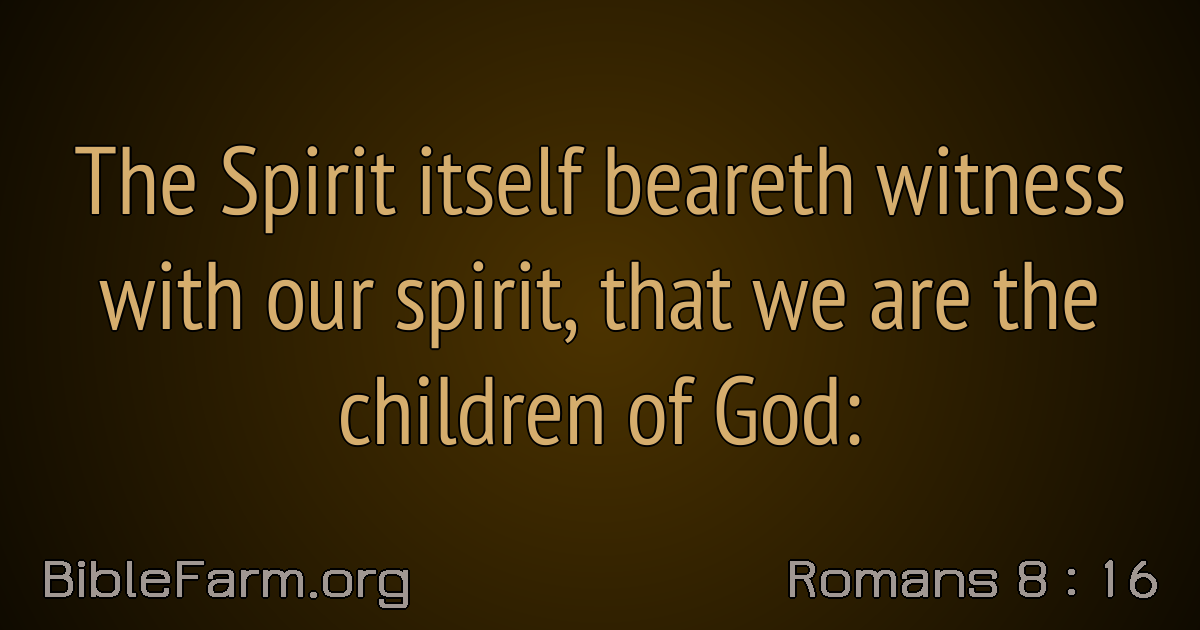 The Spirit itself beareth witness
with our spirit, that we are the
children of God:
BibleFarm.org
Romans 8 : 16